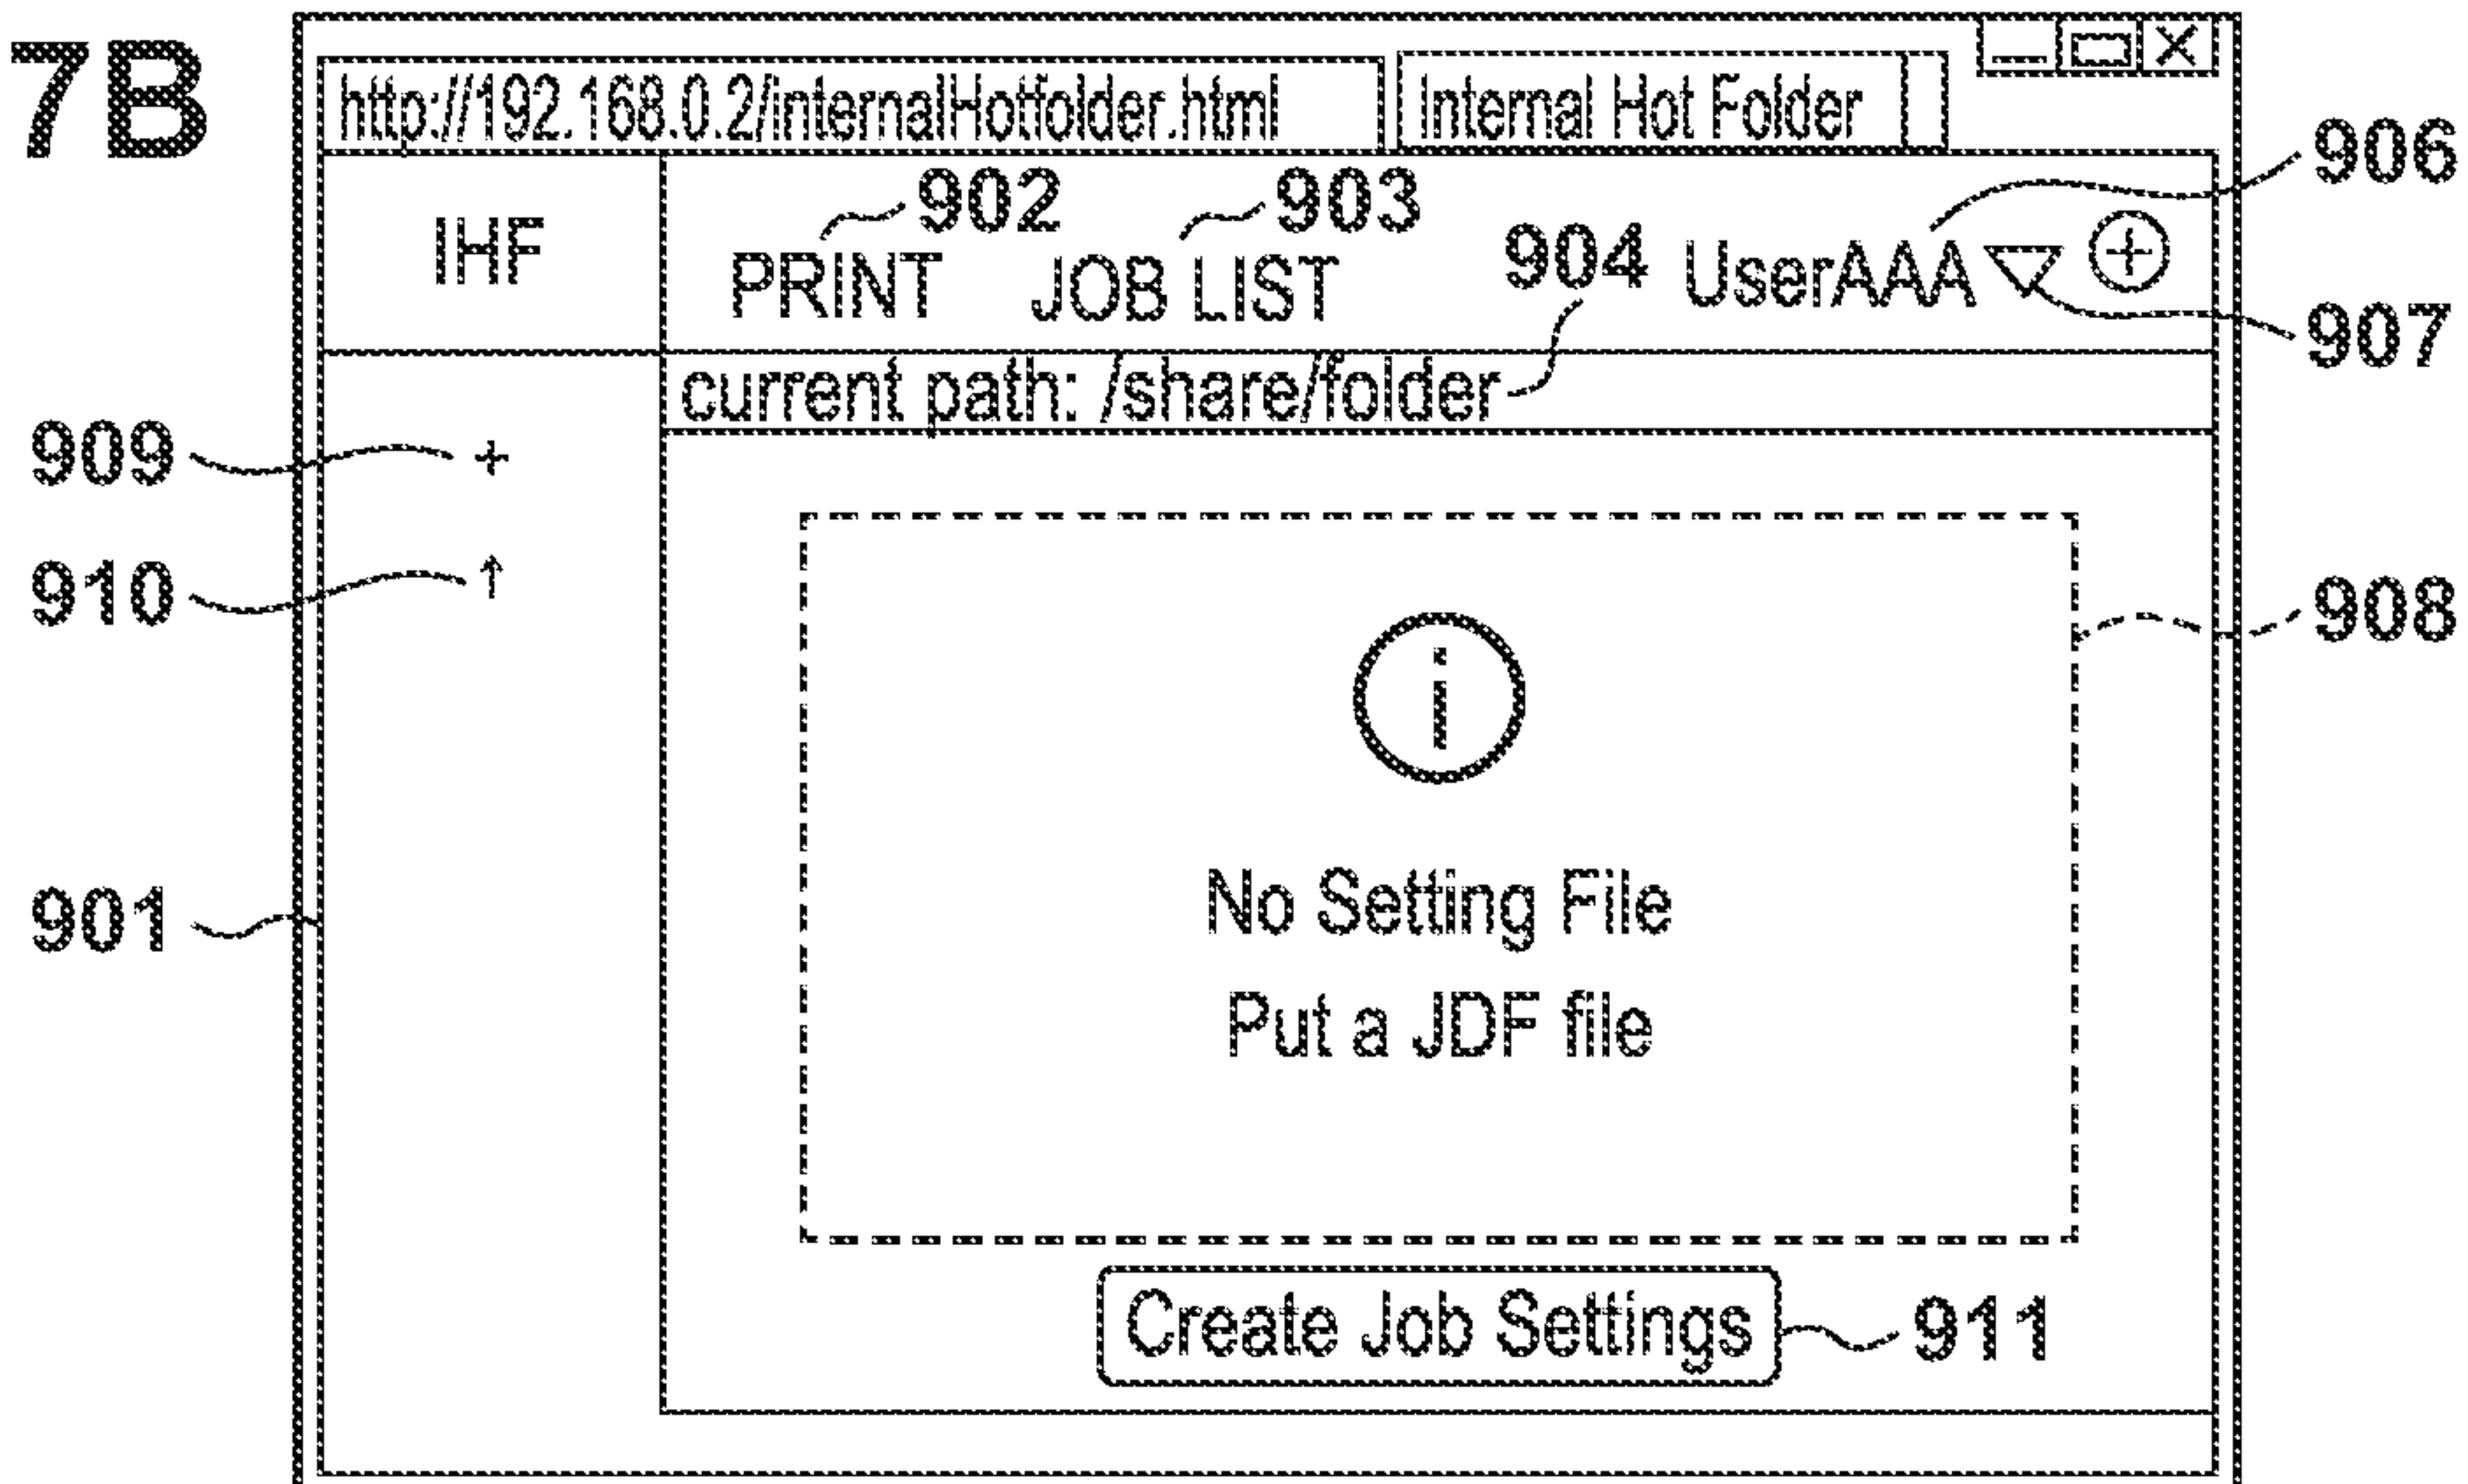 7B
http://192.168.0.2/internalHotfolder.html
Internal Hot Folder
906
902
903
IHF
PRINT
JOB LIST
904
UserAAA
907
current path: /share/folder
909
+
910
↑
908
i
No Setting File
901
Put a JDF file
Create Job Settings
911